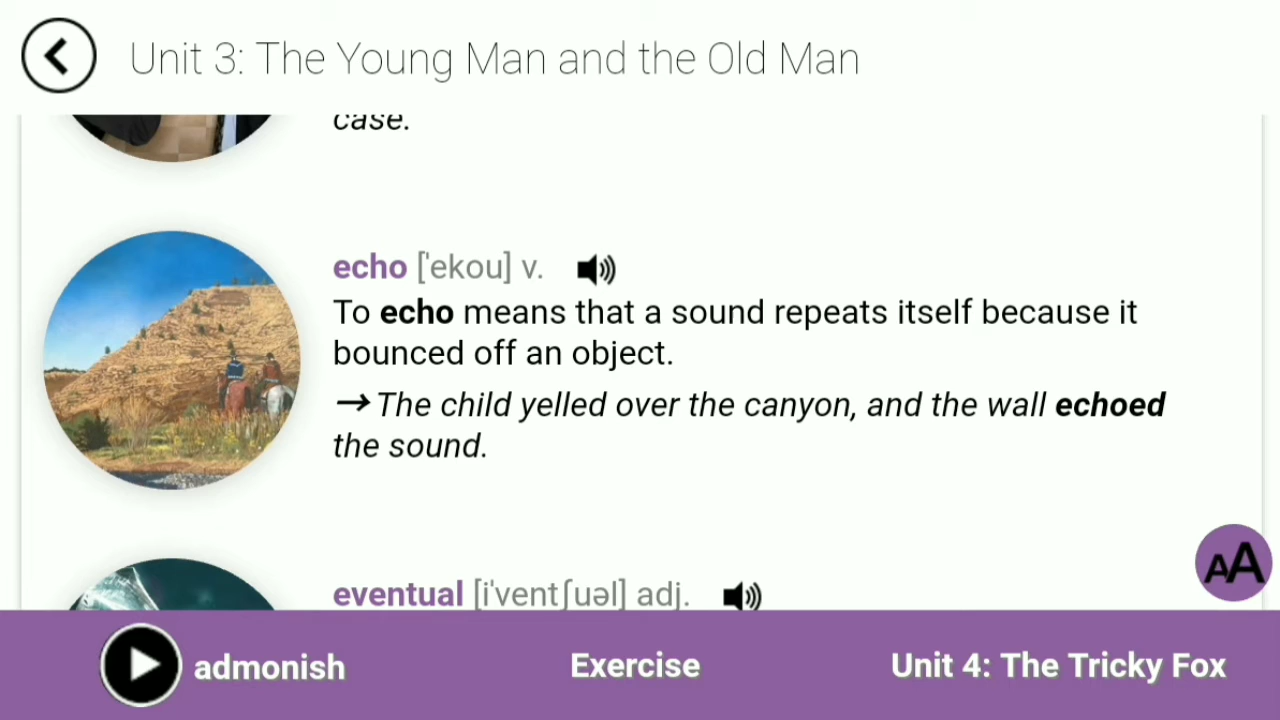 Unit 3: The Young Man and the Old Man
case.
echo ['ekou] v.
To echo means that a sound repeats itself because it
bounced off an object.
→ The child yelled over the canyon, and the wall echoed
the sound.
AA
eventual [i'ventʃuəl] adj.
admonish
Exercise
Unit 4: The Tricky Fox